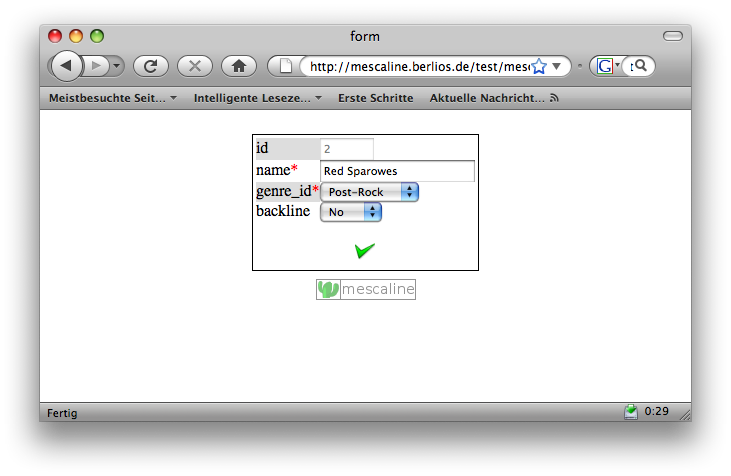 form
http://mescaline.berlios.de/test/mesc
G
Meistbesuchte Seit... Intelligente Leseze... Erste Schritte Aktuelle Nachricht...
id 2
name* Red Sparowes
genre_id* Post-Rock
backline No
mescaline
Fertig 0:29